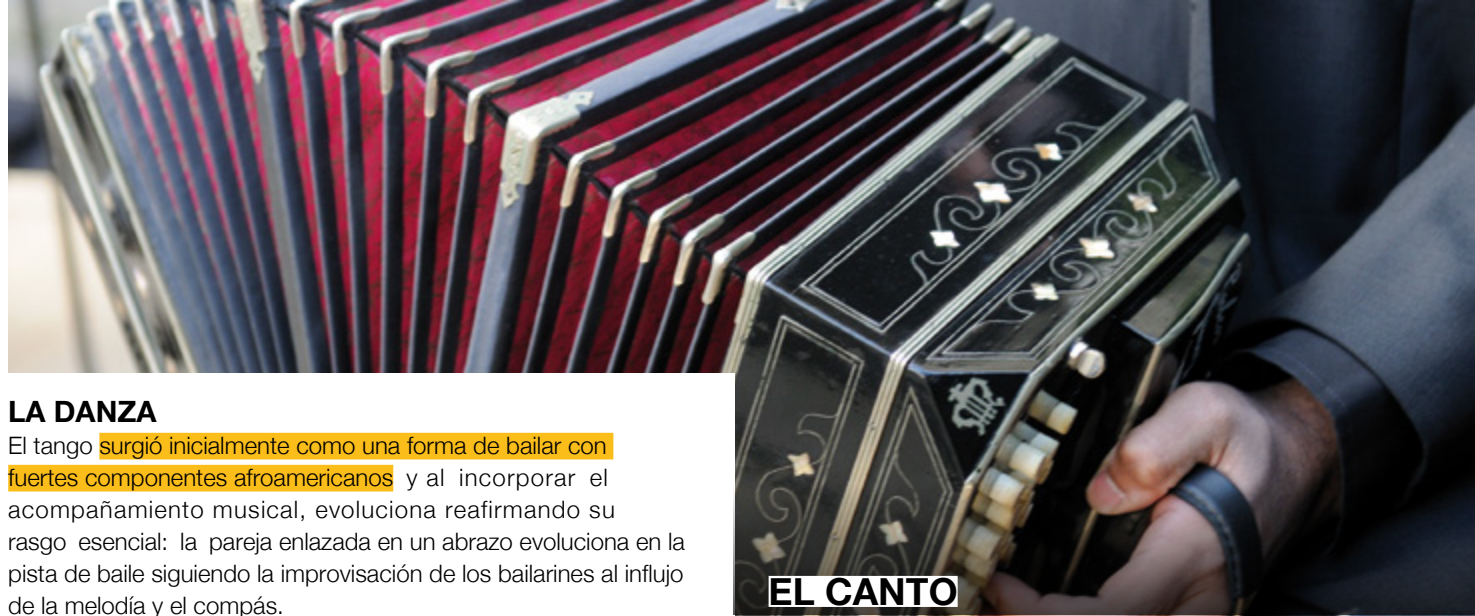 LA DANZA
El tango surgió inicialmente como una forma de bailar con
fuertes componentes afroamericanos y al incorporar el
acompañamiento musical, evoluciona reafirmando su
rasgo esencial: la pareja enlazada en un abrazo evoluciona en la
pista de baile siguiendo la improvisación de los bailarines al influjo
de la melodía y el compás.
EL CANTO